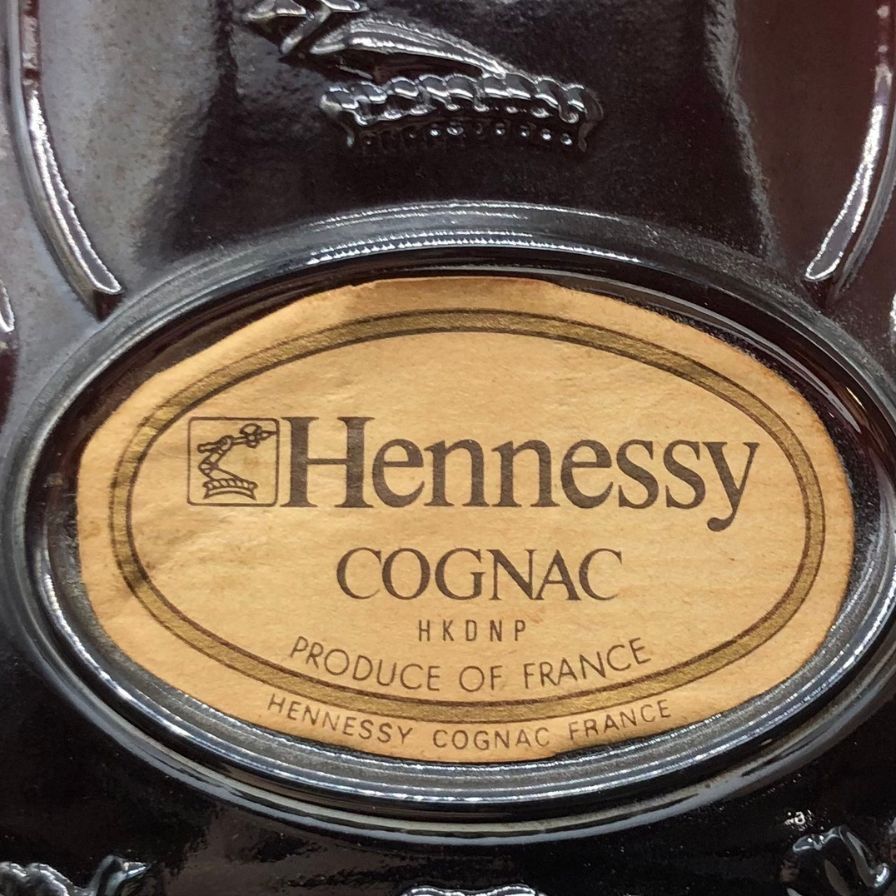 Hennessy
COGNAC
HKDNP
PRODUCE OF FRANCE
HENNESSY COGNAC FRANCE